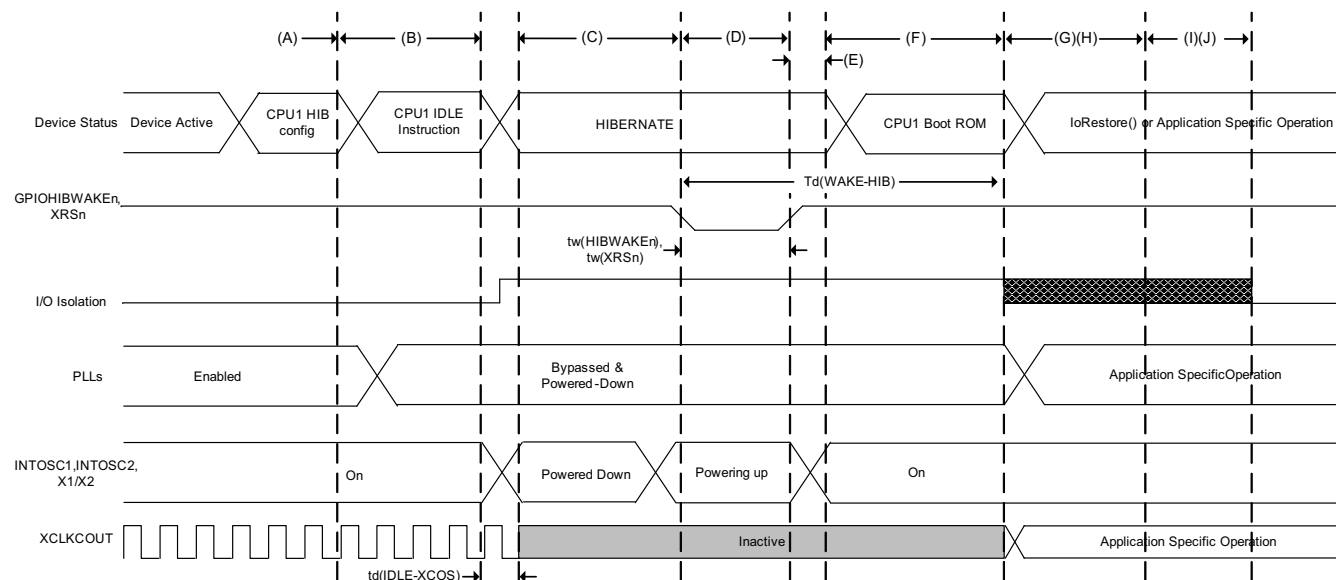 (A)
(B)
(C)
(D)
(E)
(F)
(G)(H)
(I)(J)
Device Status
Device Active
CPU1 HIB
config
CPU1 IDLE
Instruction
HIBERNATE
CPU1 Boot ROM
IoRestore() or Application Specific Operation
Td(WAKE-HIB)
GPIOHIBWAKEn,
XRSn
tw(HIBWAKEn),
tw(XRSn)
I/O Isolation
PLLs
Enabled
Bypassed &
Powered-Down
Application SpecificOperation
INTOSC1,INTOSC2,
X1/X2
On
Powered Down
Powering up
On
XCLKCOUT
Inactive
Application Specific Operation
td(IDLE-XCOS)